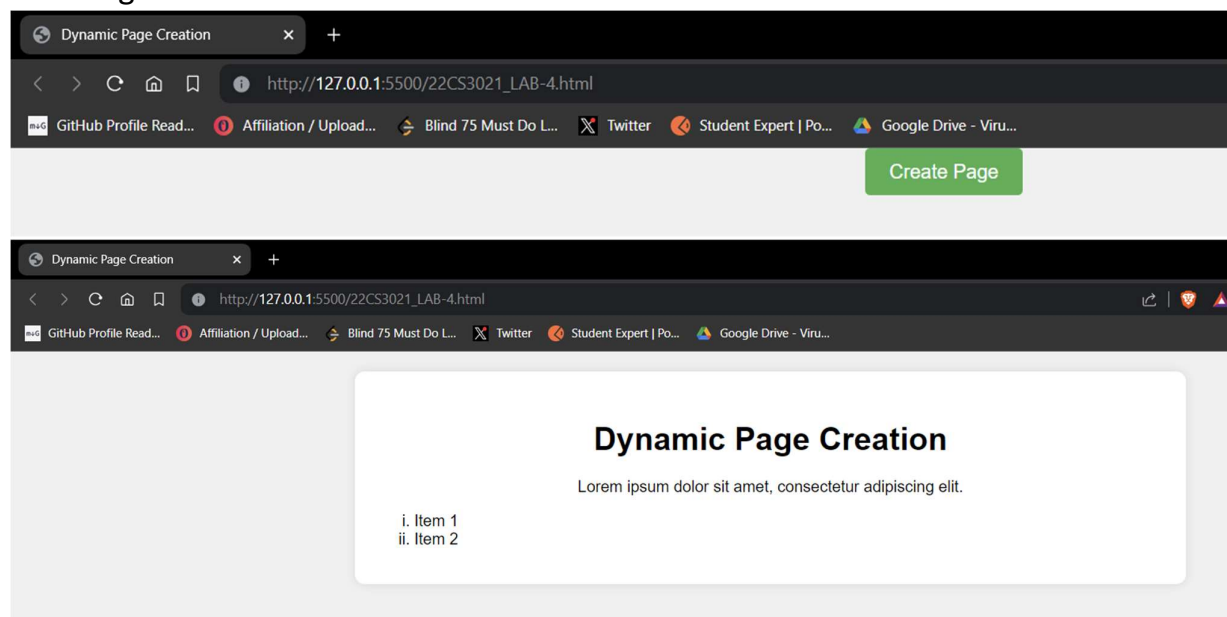 Dynamic Page Creation
http://127.0.0.1:5500/22CS3021_LAB-4.html
GitHub Profile Read... Affiliation / Upload... Blind 75 Must Do L... Twitter Student Expert | Po... Google Drive - Viru...
Create Page
Dynamic Page Creation
http://127.0.0.1:5500/22CS3021_LAB-4.html
GitHub Profile Read... Affiliation / Upload... Blind 75 Must Do L... Twitter Student Expert | Po... Google Drive - Viru...
Dynamic Page Creation
Lorem ipsum dolor sit amet, consectetur adipiscing elit.
i. Item 1
ii. Item 2